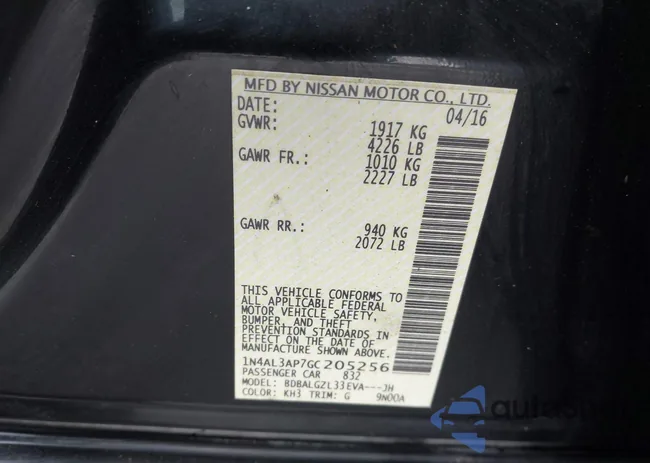 MFD BY NISSAN MOTOR CO., LTD.
DATE: 04/16
GVWR: 1917 KG
4226 LB
GAWR FR.: 1010 KG
2227 LB
GAWR RR.: 940 KG
2072 LB
THIS VEHICLE CONFORMS TO
ALL APPLICABLE FEDERAL
MOTOR VEHICLE SAFETY,
BUMPER, AND THEFT
PREVENTION STANDARDS IN
EFFECT ON THE DATE OF
MANUFACTURE SHOWN ABOVE.
1N4AL3AP7GC205256
PASSENGER CAR 832
MODEL: BDBALGZL33EVA---JH
COLOR: KH3 TRIM: G 9N00A